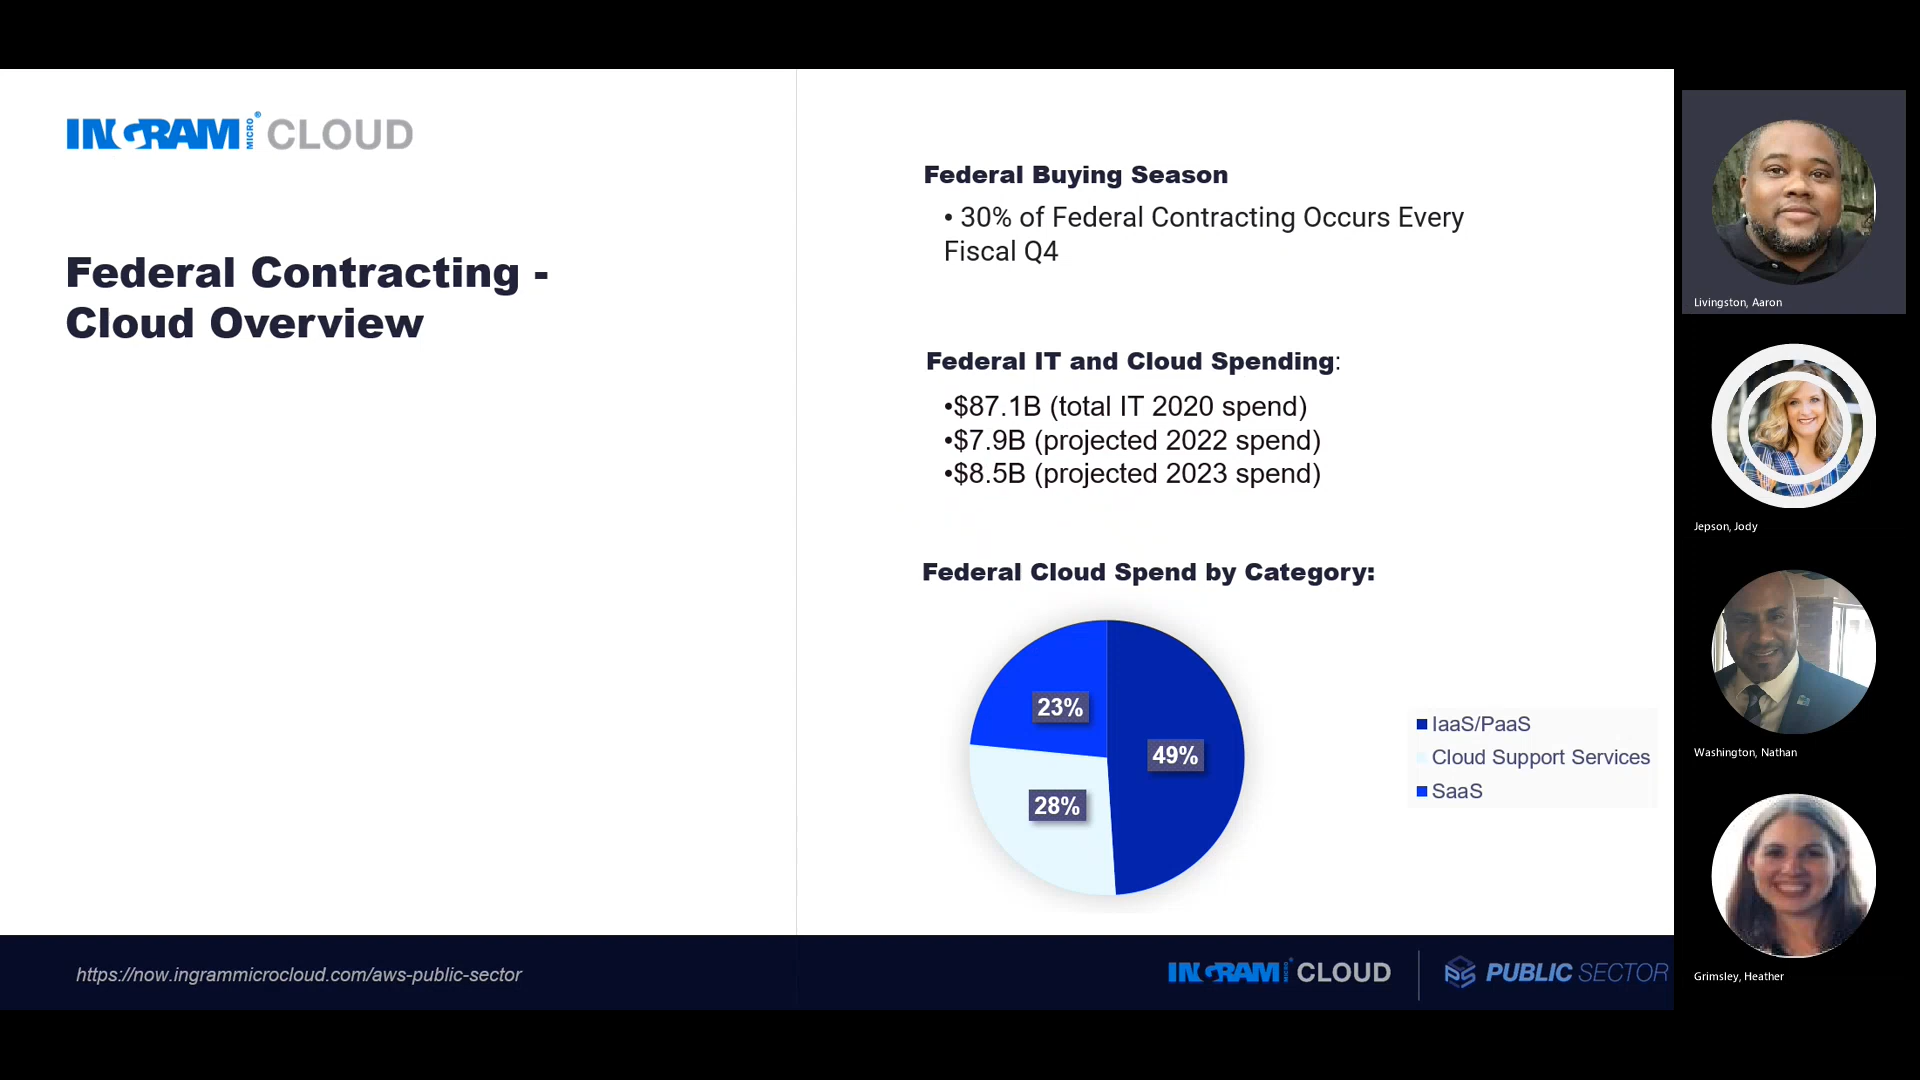 INGRAM MICRO® CLOUD
Federal Contracting -
Cloud Overview
Federal Buying Season
• 30% of Federal Contracting Occurs Every
Fiscal Q4
Federal IT and Cloud Spending:
•$87.1B (total IT 2020 spend)
•$7.9B (projected 2022 spend)
•$8.5B (projected 2023 spend)
Federal Cloud Spend by Category:
23%
49%
28%
IaaS/PaaS
Cloud Support Services
SaaS
https://now.ingrammicrocloud.com/aws-public-sector
INGRAM MICRO® CLOUD
PUBLIC SECTOR
Livingston, Aaron
Jepson, Jody
Washington, Nathan
Grimsley, Heather